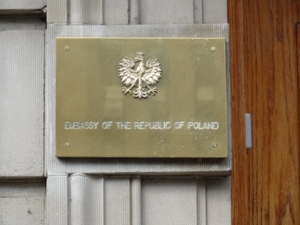 EMBASSY OF THE REPUBLIC OF POLAND